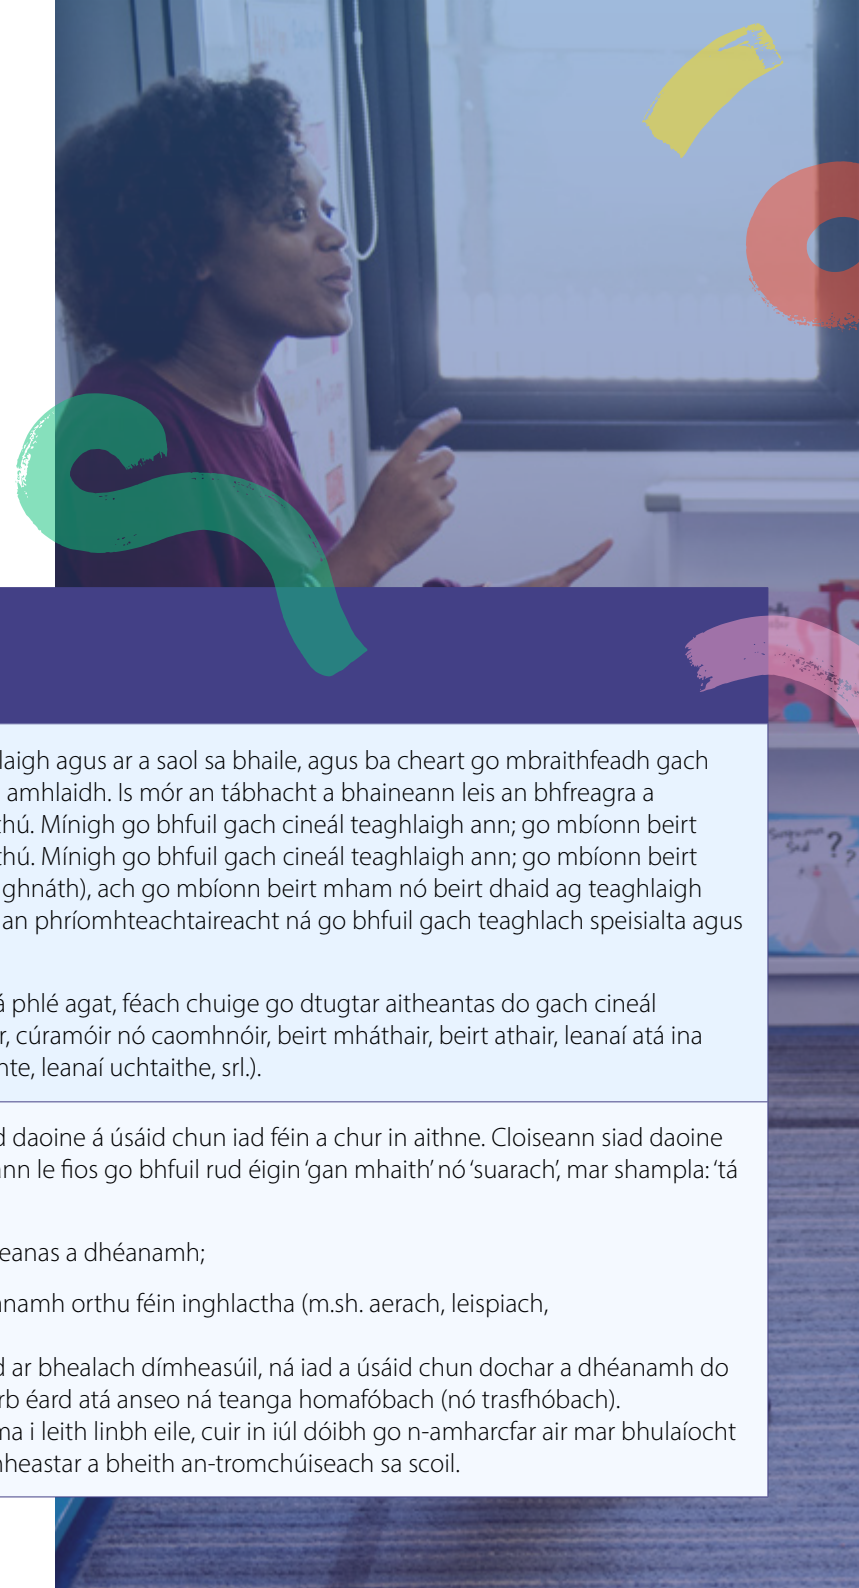 laigh agus ar a saol sa bhaile, agus ba cheart go mbraithfeadh gach
amhlaidh. Is mór an tábhacht a bhaineann leis an bhfreagra a
thú. Mínigh go bhfuil gach cineál teaghlaigh ann; go mbíonn beirt
thú. Mínigh go bhfuil gach cineál teaghlaigh ann; go mbíonn beirt
ghnáth), ach go mbíonn beirt mham nó beirt dhaid ag teaghlaigh
an phríomhteachtaireacht ná go bhfuil gach teaghlach speisialta agus
á phlé agat, féach chuige go dtugtar aitheantas do gach cineál
r, cúramóir nó caomhnóir, beirt mháthair, beirt athair, leanaí atá ina
nte, leanaí uchtaithe, srl.).
d daoine á úsáid chun iad féin a chur in aithne. Cloiseann siad daoine
ann le fios go bhfuil rud éigin ‘gan mhaith’ nó ‘suarach’, mar shampla: ‘tá
eanas a dhéanamh;
namh orthu féin inghlactha (m.sh. aerach, leispiach,
d ar bhealach dímheasúil, ná iad a úsáid chun dochar a dhéanamh do
rb éard atá anseo ná teanga homafóbach (nó trasfhóbach).
ma i leith linbh eile, cuir in iúl dóibh go n-amharcfar air mar bhulaíocht
heastar a bheith an-tromchúiseach sa scoil.